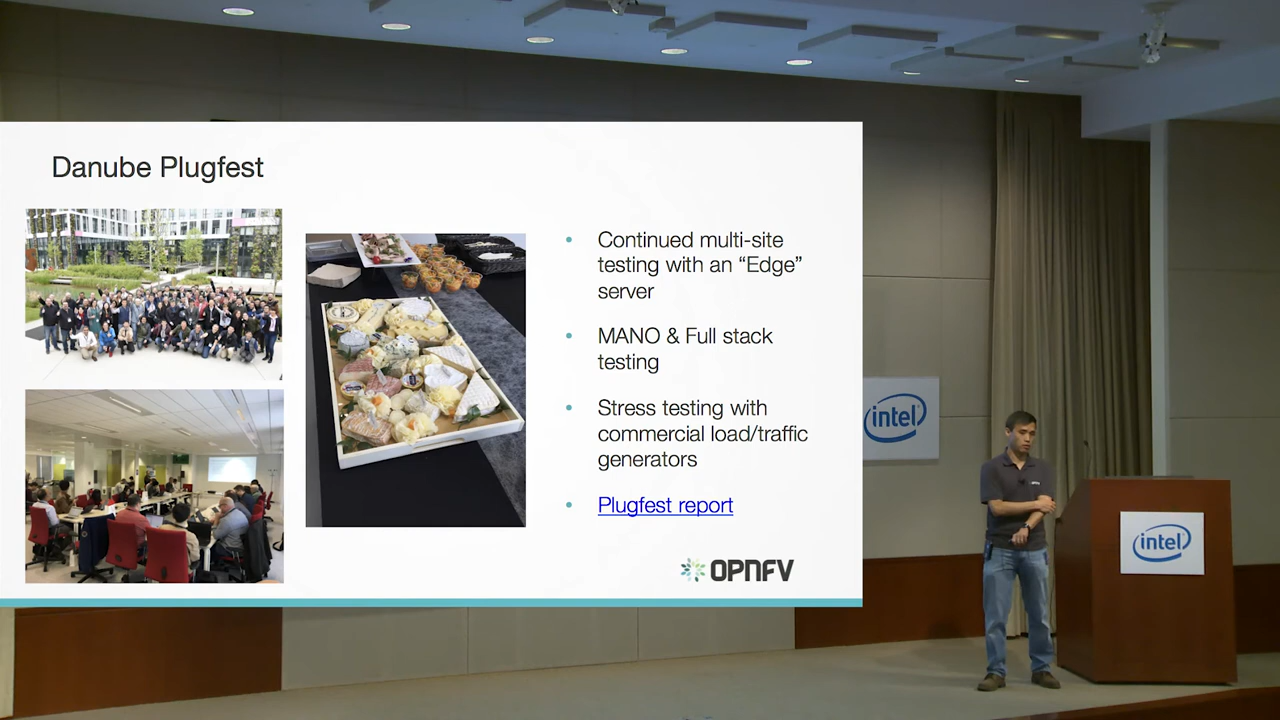 Danube Plugfest
Continued multi-site
testing with an “Edge”
server
MANO & Full stack
testing
Stress testing with
commercial load/traffic
generators
Plugfest report
OPNFV
intel
intel